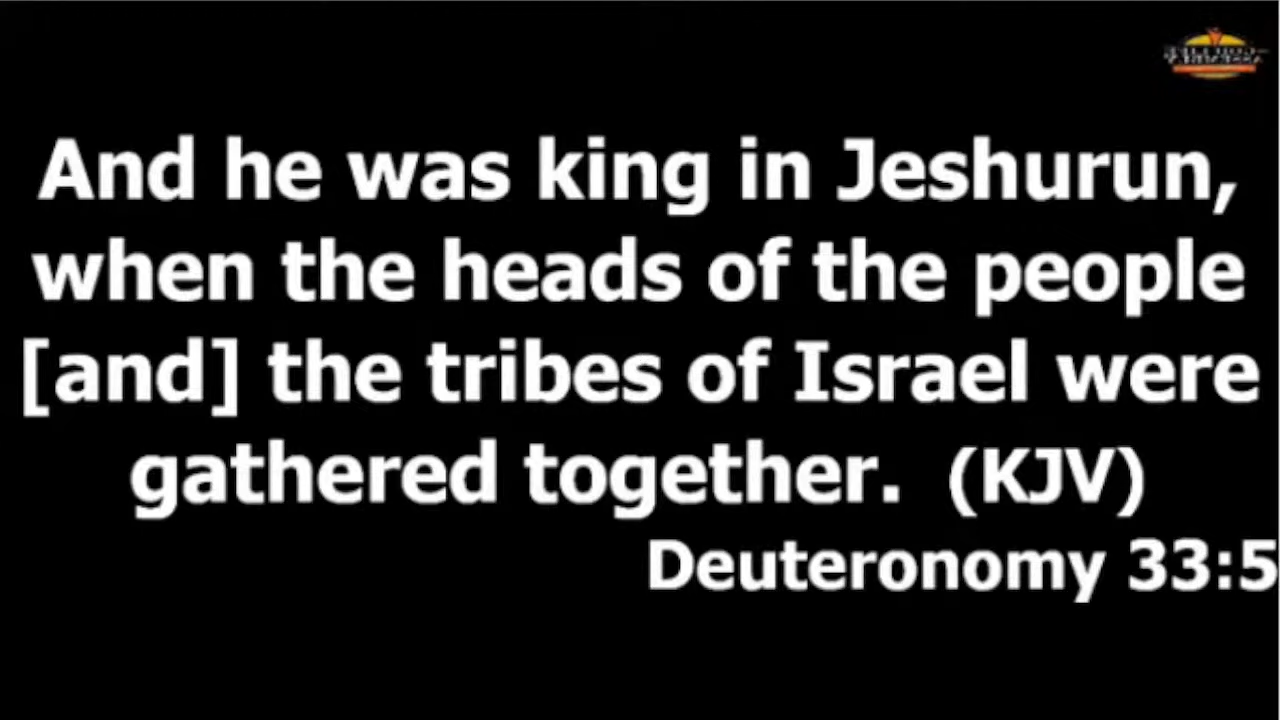 And he was king in Jeshurun,
when the heads of the people
[and] the tribes of Israel were
gathered together. (KJV)
Deuteronomy 33:5